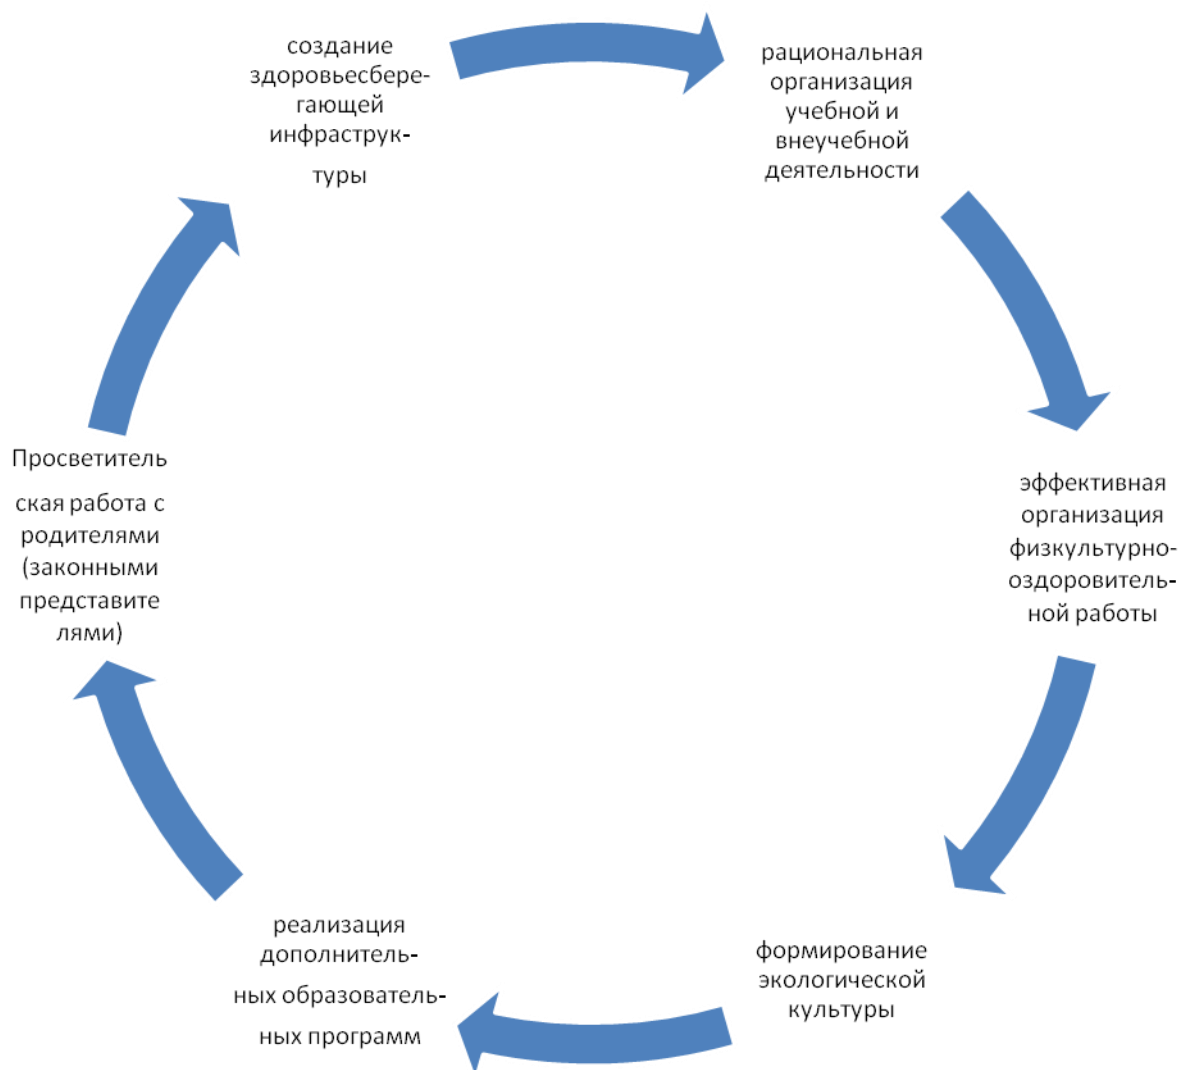 создание
здоровьесбере-
гающей
инфраструк-
туры
рациональная
организация
учебной и
внеучебной
деятельности
эффективная
организация
физкультурно-
оздоровитель-
ной работы
формирование
экологической
культуры
реализация
дополнитель-
ных образователь-
ных программ
Просветитель
ская работа с
родителями
(законными
представите
лями)